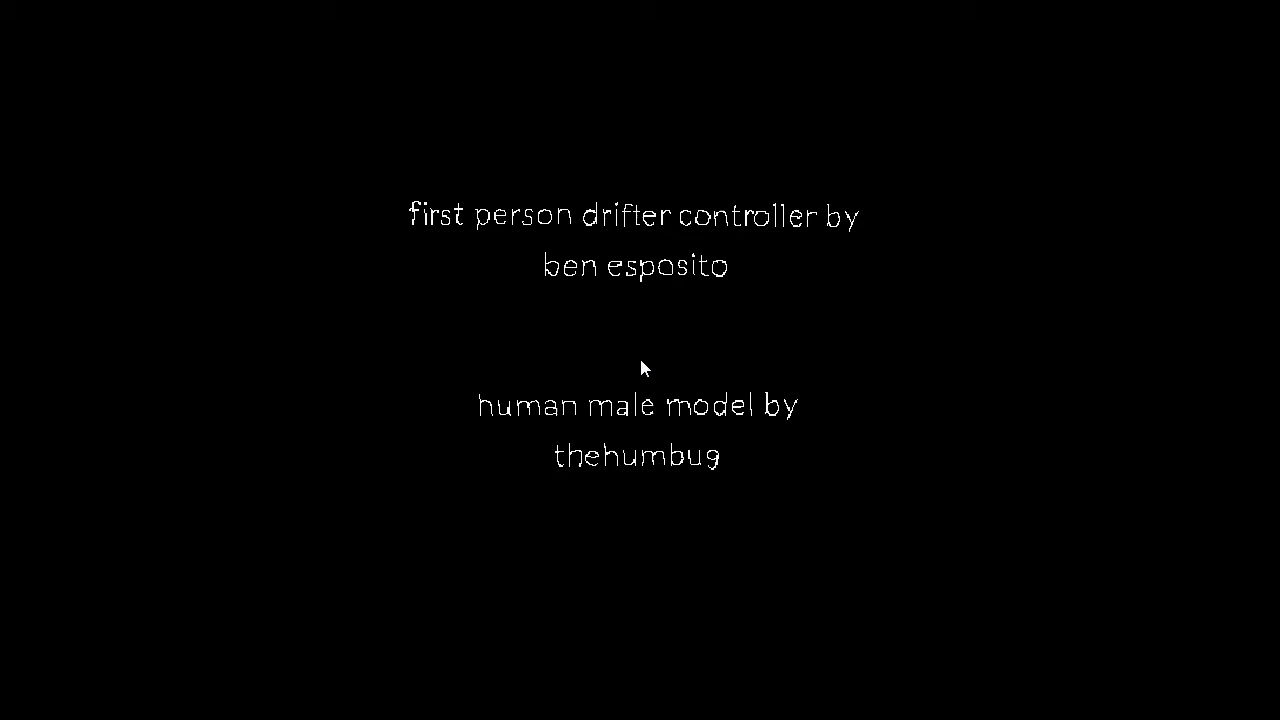 first person drifter controller by
ben esposito
human male model by
thehumbug